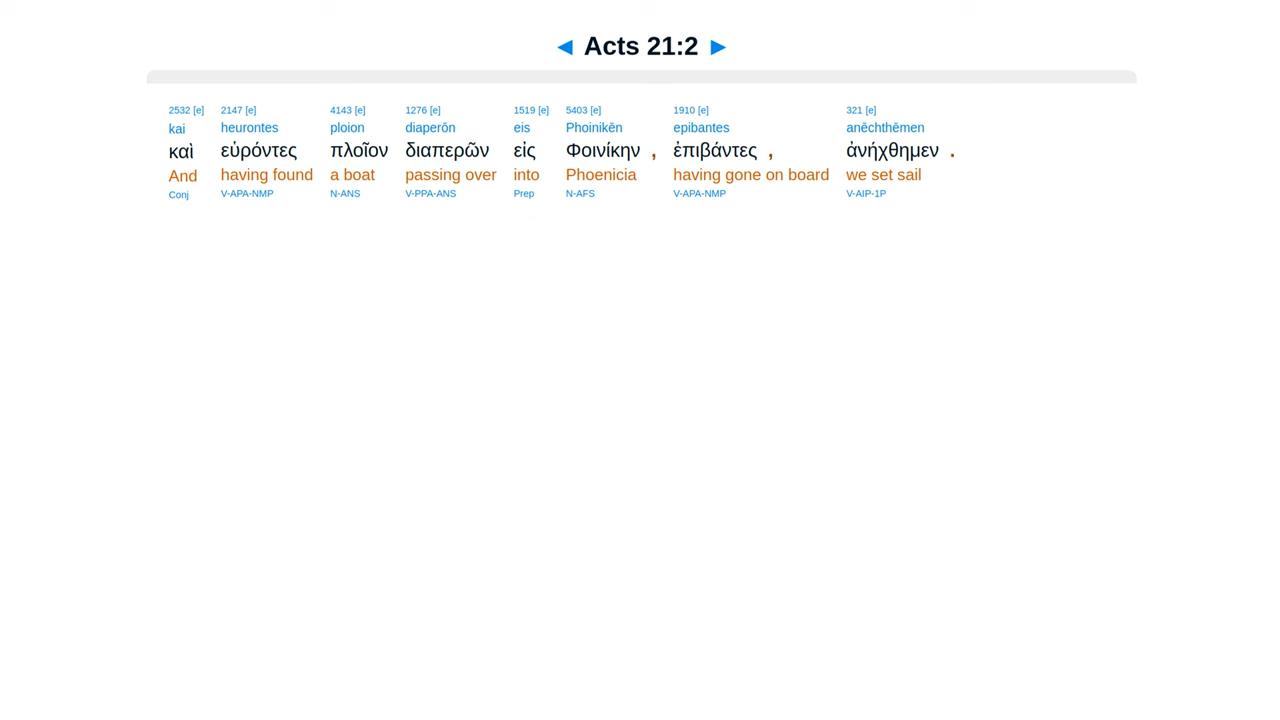 ◄ Acts 21:2 ►
2532 [e] 2147 [e] 4143 [e] 1276 [e] 1519 [e] 5403 [e] 1910 [e] 321 [e]
kai heurontes ploion diaperōn eis Phoinikēn epibantes anēchthēmen
καὶ εὑρόντες πλοῖον διαπερῶν εἰς Φοινίκην , ἐπιβάντες , ἀνήχθημεν .
And having found a boat passing over into Phoenicia having gone on board we set sail
Conj V-APA-NMP N-ANS V-PPA-ANS Prep N-AFS V-APA-NMP V-AIP-1P